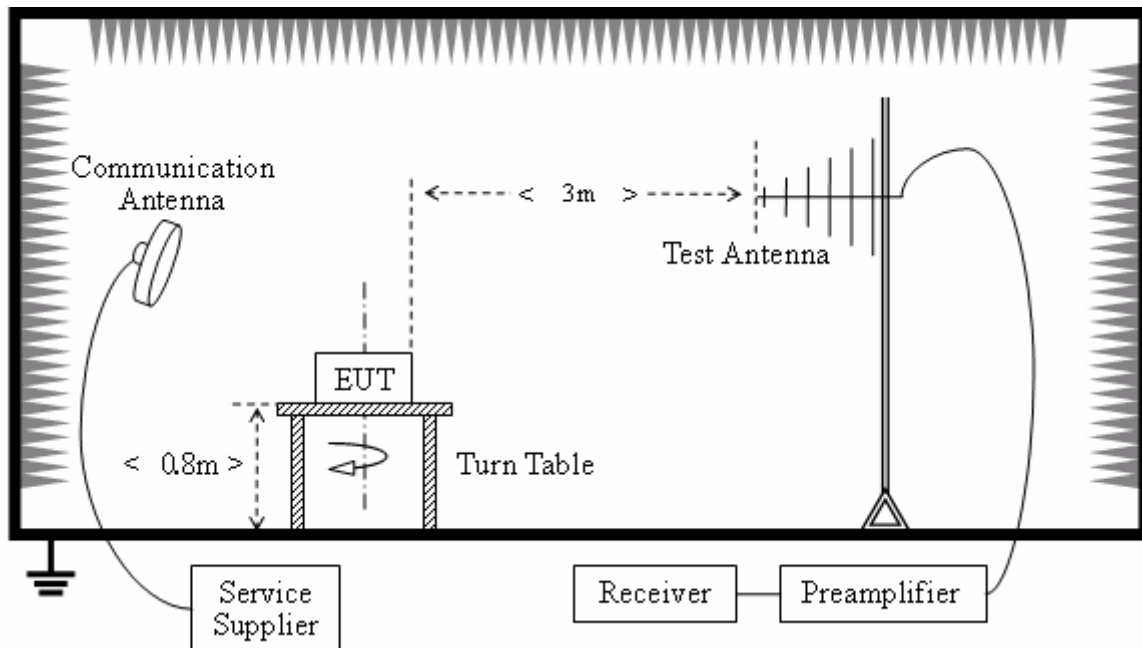 Communication
Antenna
< 3m >
Test Antenna
EUT
< 0.8m >
Turn Table
Service
Supplier
Receiver
Preamplifier